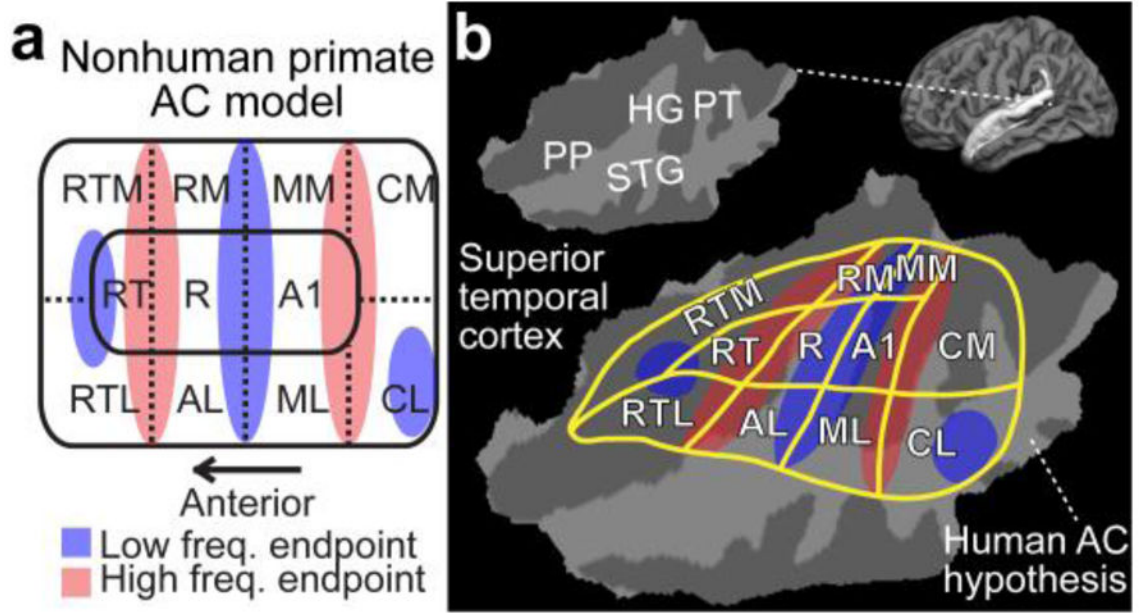 a
Nonhuman primate
AC model
RTM RM MM CM
RT R A1
RTL AL ML CL
Anterior
Low freq. endpoint
High freq. endpoint
b
HG PT
PP
STG
Superior
temporal
cortex
RTM RM MM
RT R A1 CM
RTL AL ML CL
Human AC
hypothesis